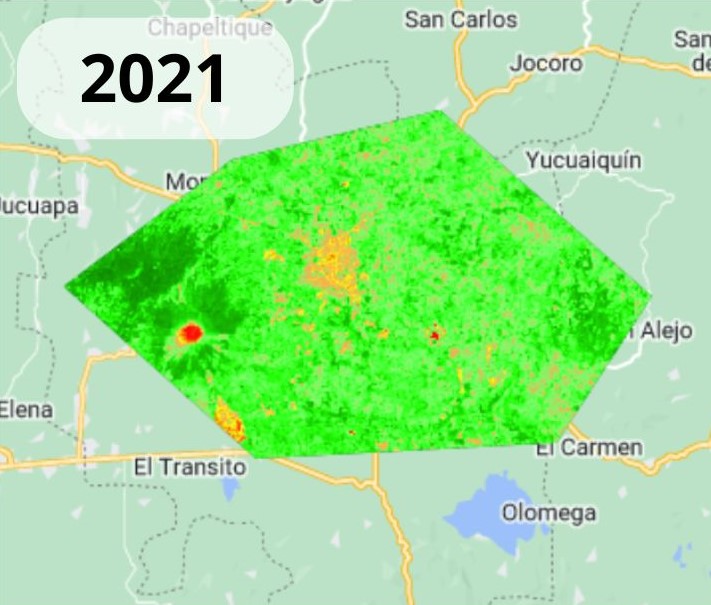 Chapeltique
San Carlos
San
de
2021
Jocoro
Yucuaiquín
Mor
Jucuapa
Alejo
Elena
El Carmen
El Transito
Olomega